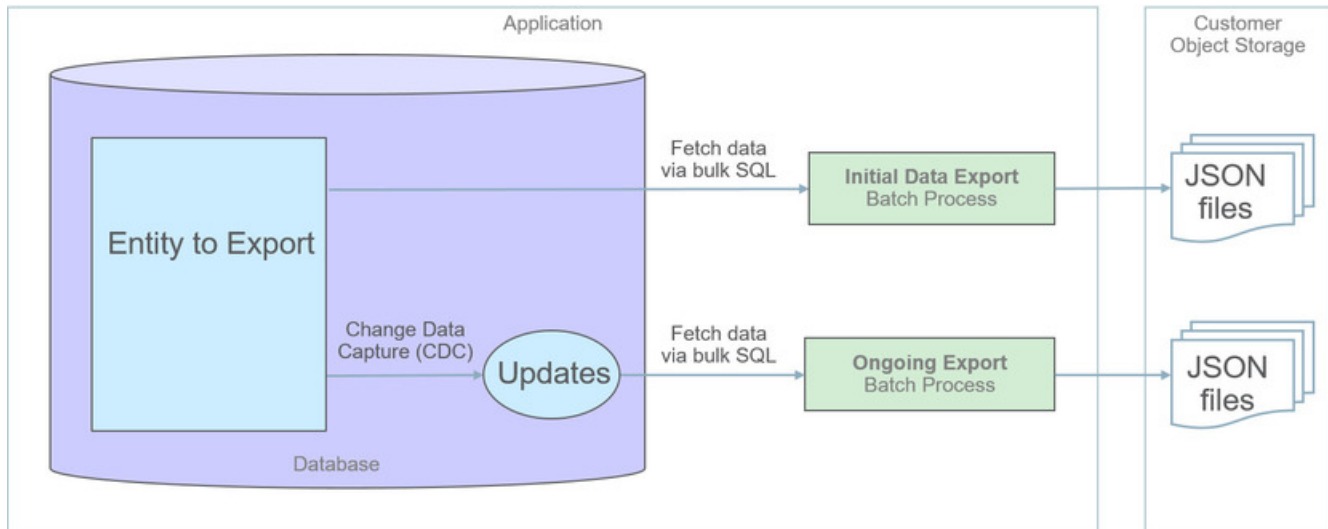 Application
Customer
Object Storage
Fetch data
via bulk SQL
Initial Data Export
Batch Process
JSON
files
Entity to Export
Change Data
Capture (CDC)
Updates
Fetch data
via bulk SQL
Ongoing Export
Batch Process
JSON
files
Database